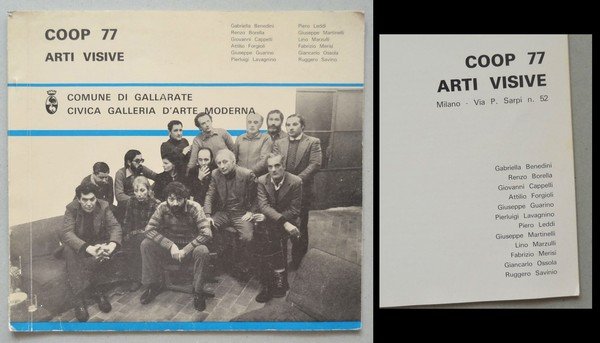 COOP 77
ARTI VISIVE
Gabriella Benedini
Renzo Borella
Giovanni Cappelli
Attilio Forgioli
Giuseppe Guarino
Pierluigi Lavagnino
Piero Leddi
Giuseppe Martinelli
Lino Marzulli
Fabrizio Merisi
Giancarlo Ossola
Ruggero Savinio
COMUNE DI GALLARATE
CIVICA GALLERIA D'ARTE MODERNA
COOP 77
ARTI VISIVE
Milano - Via P. Sarpi n. 52
Gabriella Benedini
Renzo Borella
Giovanni Cappelli
Attilio Forgioli
Giuseppe Guarino
Pierluigi Lavagnino
Piero Leddi
Giuseppe Martinelli
Lino Marzulli
Fabrizio Merisi
Giancarlo Ossola
Ruggero Savinio